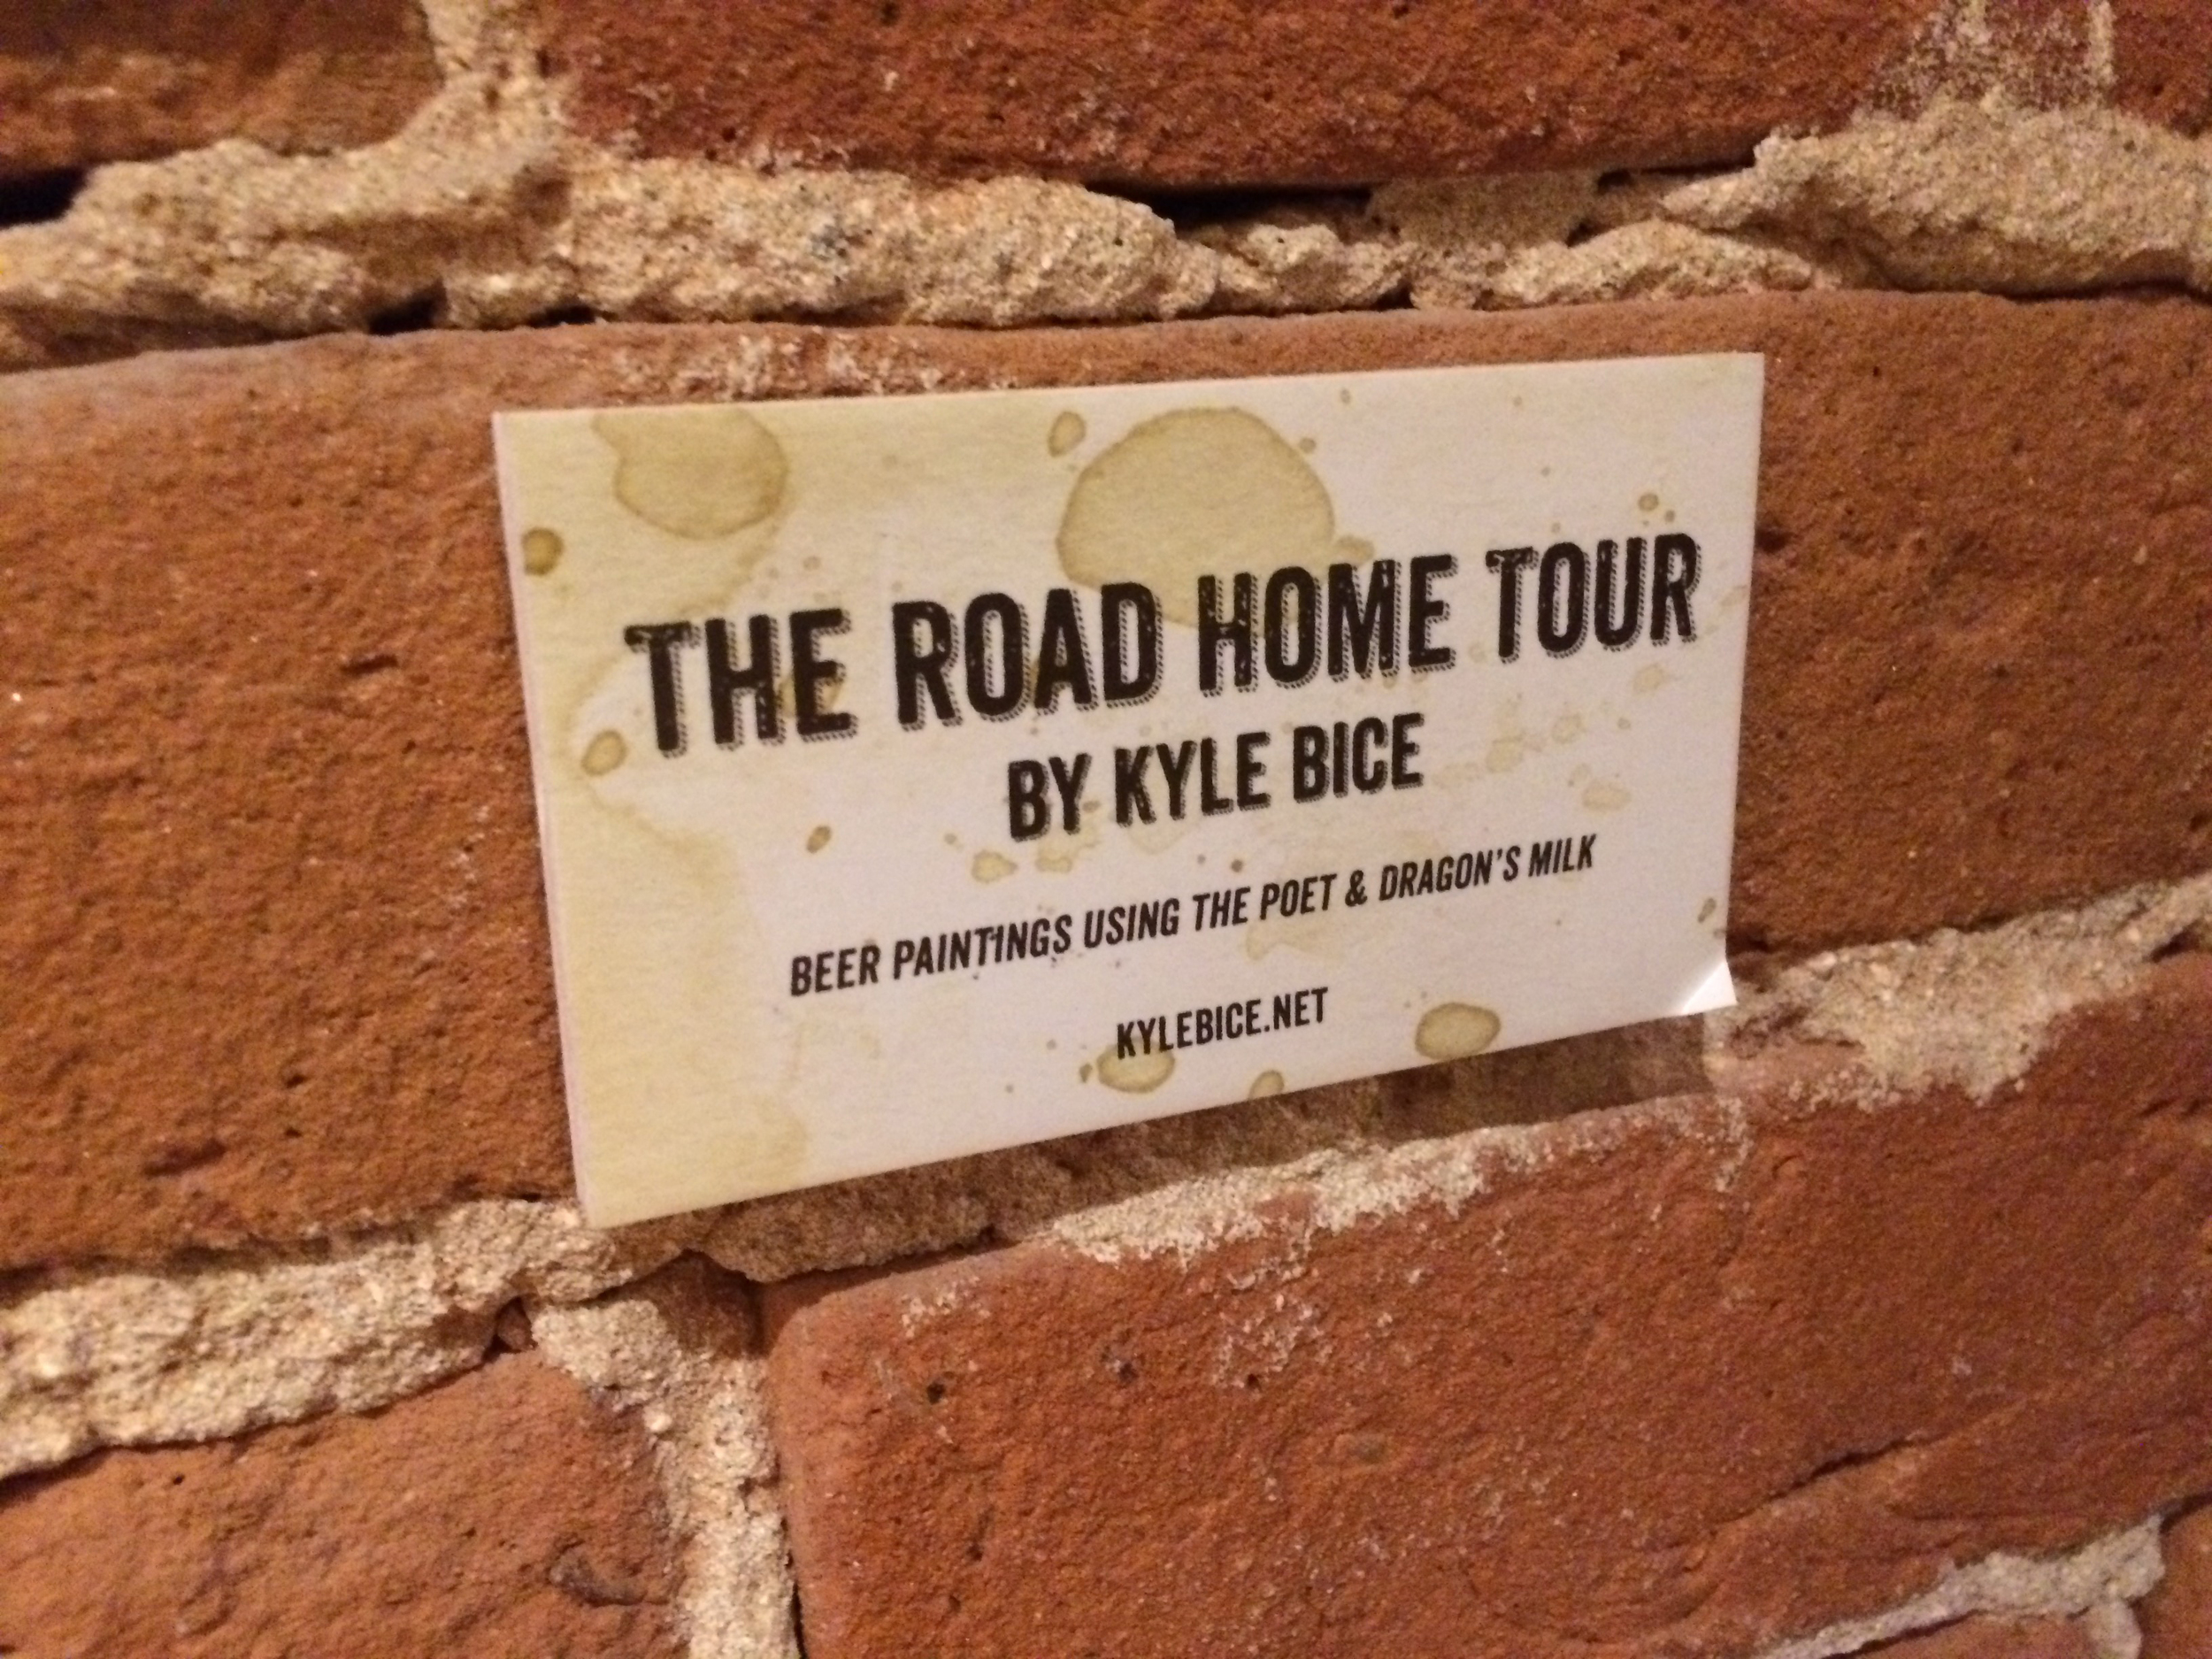 THE ROAD HOME TOUR
BY KYLE BICE
BEER PAINTINGS USING THE POET & DRAGON'S MILK
KYLEBICE.NET